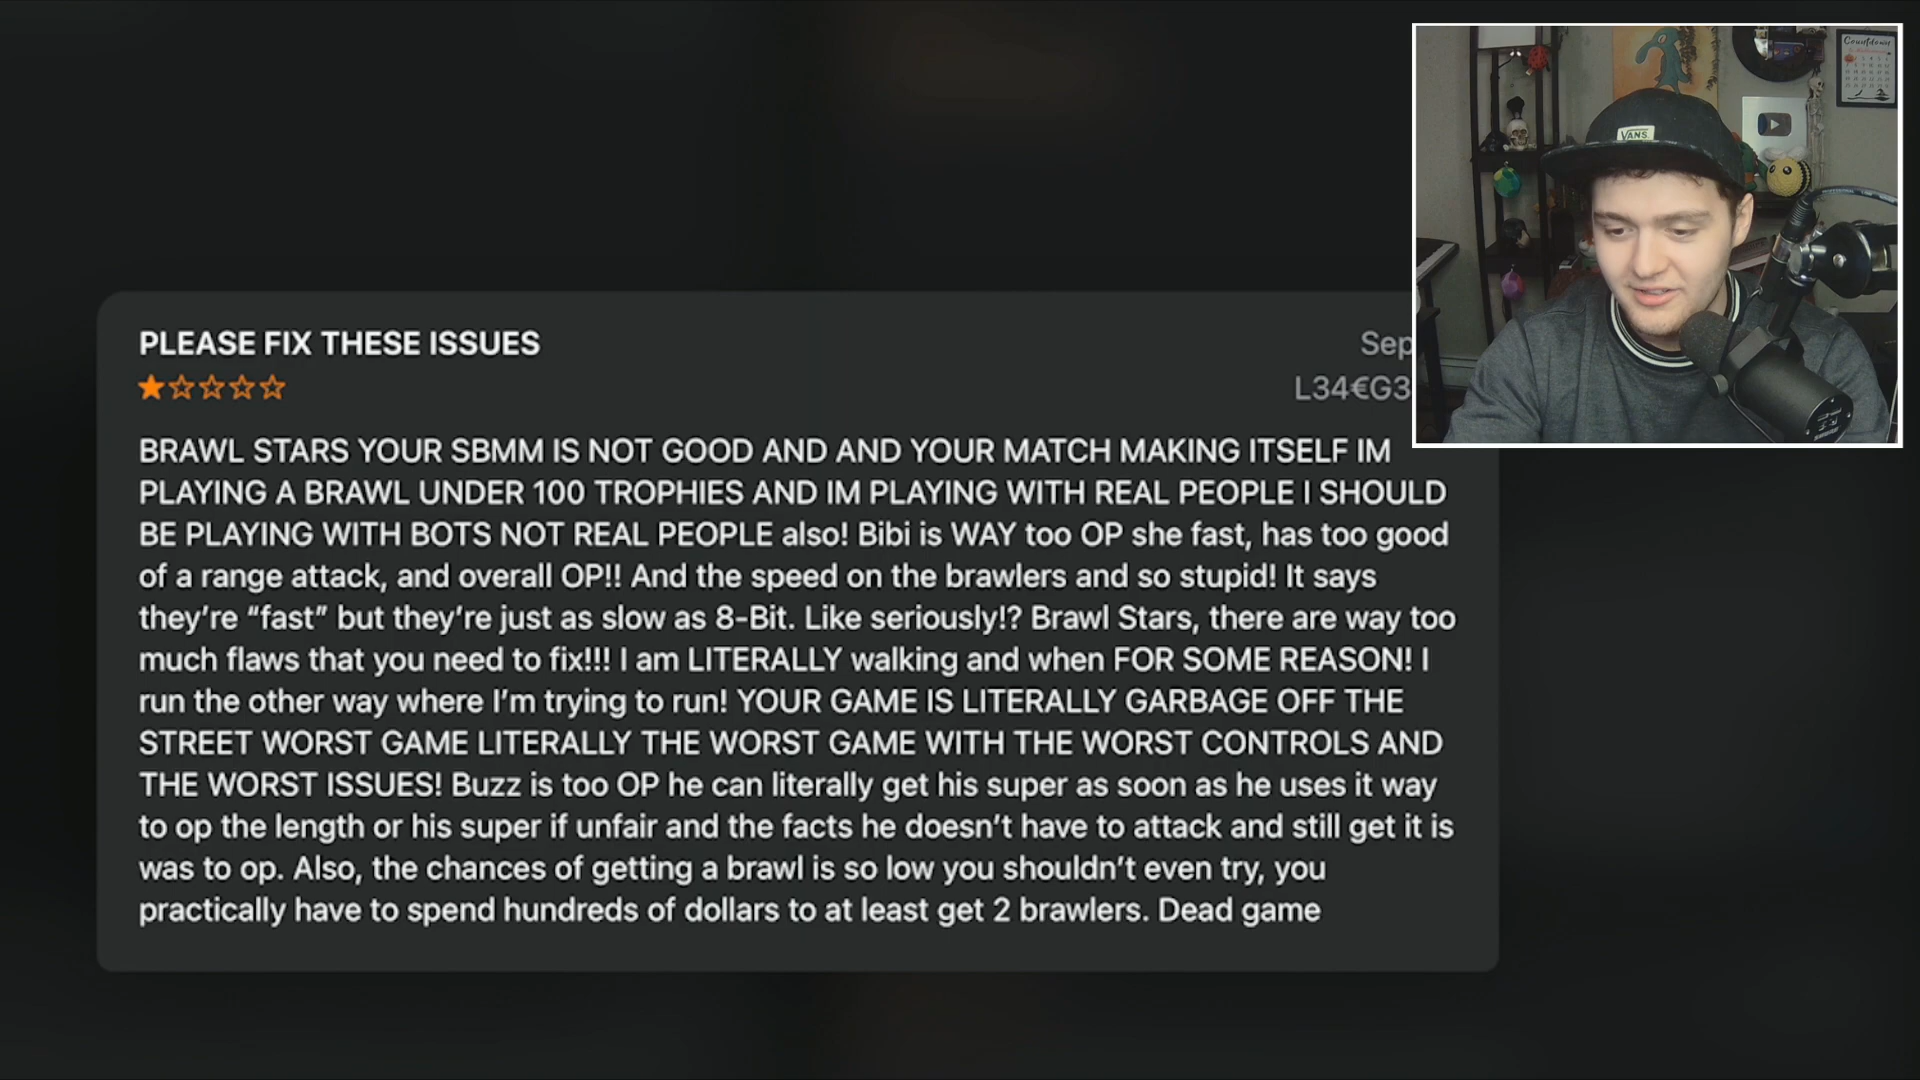 PLEASE FIX THESE ISSUES
Sep
L34€G3
BRAWL STARS YOUR SBMM IS NOT GOOD AND AND YOUR MATCH MAKING ITSELF IM
PLAYING A BRAWL UNDER 100 TROPHIES AND IM PLAYING WITH REAL PEOPLE I SHOULD
BE PLAYING WITH BOTS NOT REAL PEOPLE also! Bibi is WAY too OP she fast, has too good
of a range attack, and overall OP!! And the speed on the brawlers and so stupid! It says
they’re “fast” but they’re just as slow as 8-Bit. Like seriously!? Brawl Stars, there are way too
much flaws that you need to fix!!! I am LITERALLY walking and when FOR SOME REASON! I
run the other way where I’m trying to run! YOUR GAME IS LITERALLY GARBAGE OFF THE
STREET WORST GAME LITERALLY THE WORST GAME WITH THE WORST CONTROLS AND
THE WORST ISSUES! Buzz is too OP he can literally get his super as soon as he uses it way
to op the length or his super if unfair and the facts he doesn’t have to attack and still get it is
was to op. Also, the chances of getting a brawl is so low you shouldn’t even try, you
practically have to spend hundreds of dollars to at least get 2 brawlers. Dead game
Countdown
VANS